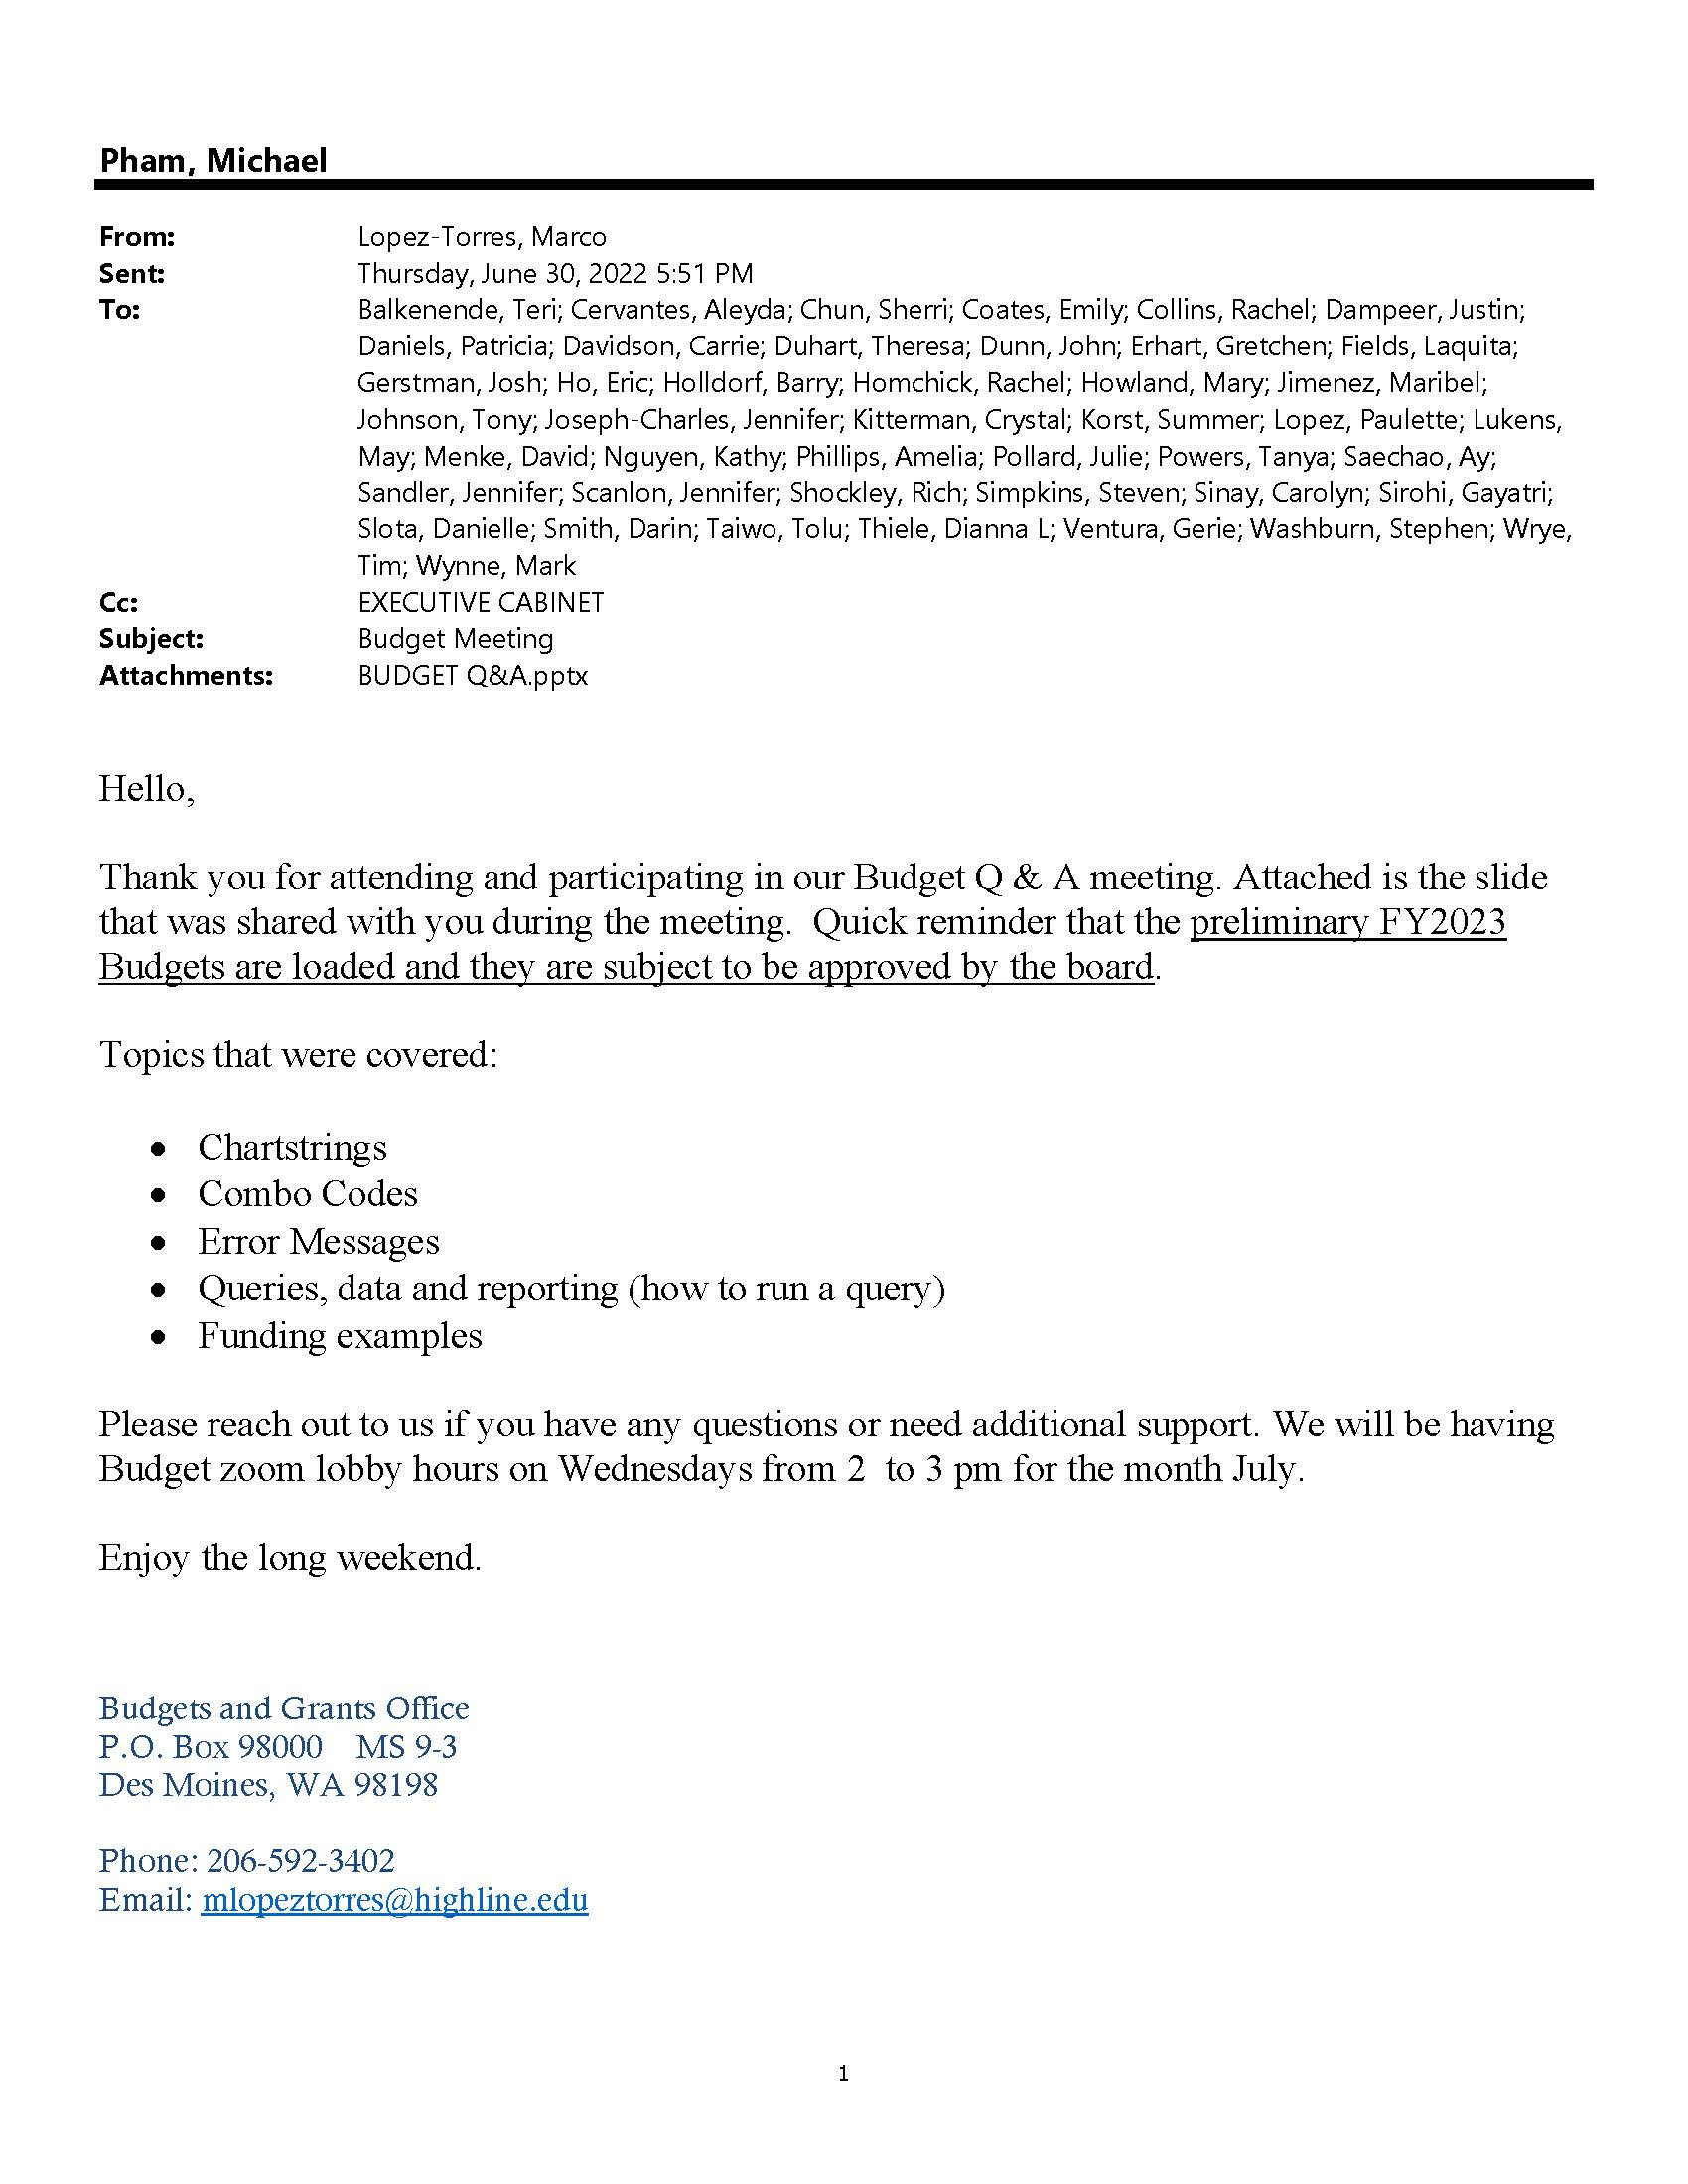 Pham, Michael
From: Lopez-Torres, Marco
Sent: Thursday, June 30, 2022 5:51 PM
To: Balkenende, Teri; Cervantes, Aleyda; Chun, Sherri; Coates, Emily; Collins, Rachel; Dampeer, Justin;
Daniels, Patricia; Davidson, Carrie; Duhart, Theresa; Dunn, John; Erhart, Gretchen; Fields, Laquita;
Gerstman, Josh; Ho, Eric; Holldorf, Barry; Homchick, Rachel; Howland, Mary; Jimenez, Maribel;
Johnson, Tony; Joseph-Charles, Jennifer; Kitterman, Crystal; Korst, Summer; Lopez, Paulette; Lukens,
May; Menke, David; Nguyen, Kathy; Phillips, Amelia; Pollard, Julie; Powers, Tanya; Saechao, Ay;
Sandler, Jennifer; Scanlon, Jennifer; Shockley, Rich; Simpkins, Steven; Sinay, Carolyn; Sirohi, Gayatri;
Slota, Danielle; Smith, Darin; Taiwo, Tolu; Thiele, Dianna L; Ventura, Gerie; Washburn, Stephen; Wrye,
Tim; Wynne, Mark
Cc: EXECUTIVE CABINET
Subject: Budget Meeting
Attachments: BUDGET Q&A.pptx
Hello,
Thank you for attending and participating in our Budget Q & A meeting. Attached is the slide
that was shared with you during the meeting.  Quick reminder that the preliminary FY2023
Budgets are loaded and they are subject to be approved by the board.
Topics that were covered:
• Chartstrings
• Combo Codes
• Error Messages
• Queries, data and reporting (how to run a query)
• Funding examples
Please reach out to us if you have any questions or need additional support. We will be having
Budget zoom lobby hours on Wednesdays from 2  to 3 pm for the month July.
Enjoy the long weekend.
Budgets and Grants Office
P.O. Box 98000    MS 9-3
Des Moines, WA 98198
Phone: 206-592-3402
Email: mlopeztorres@highline.edu
1